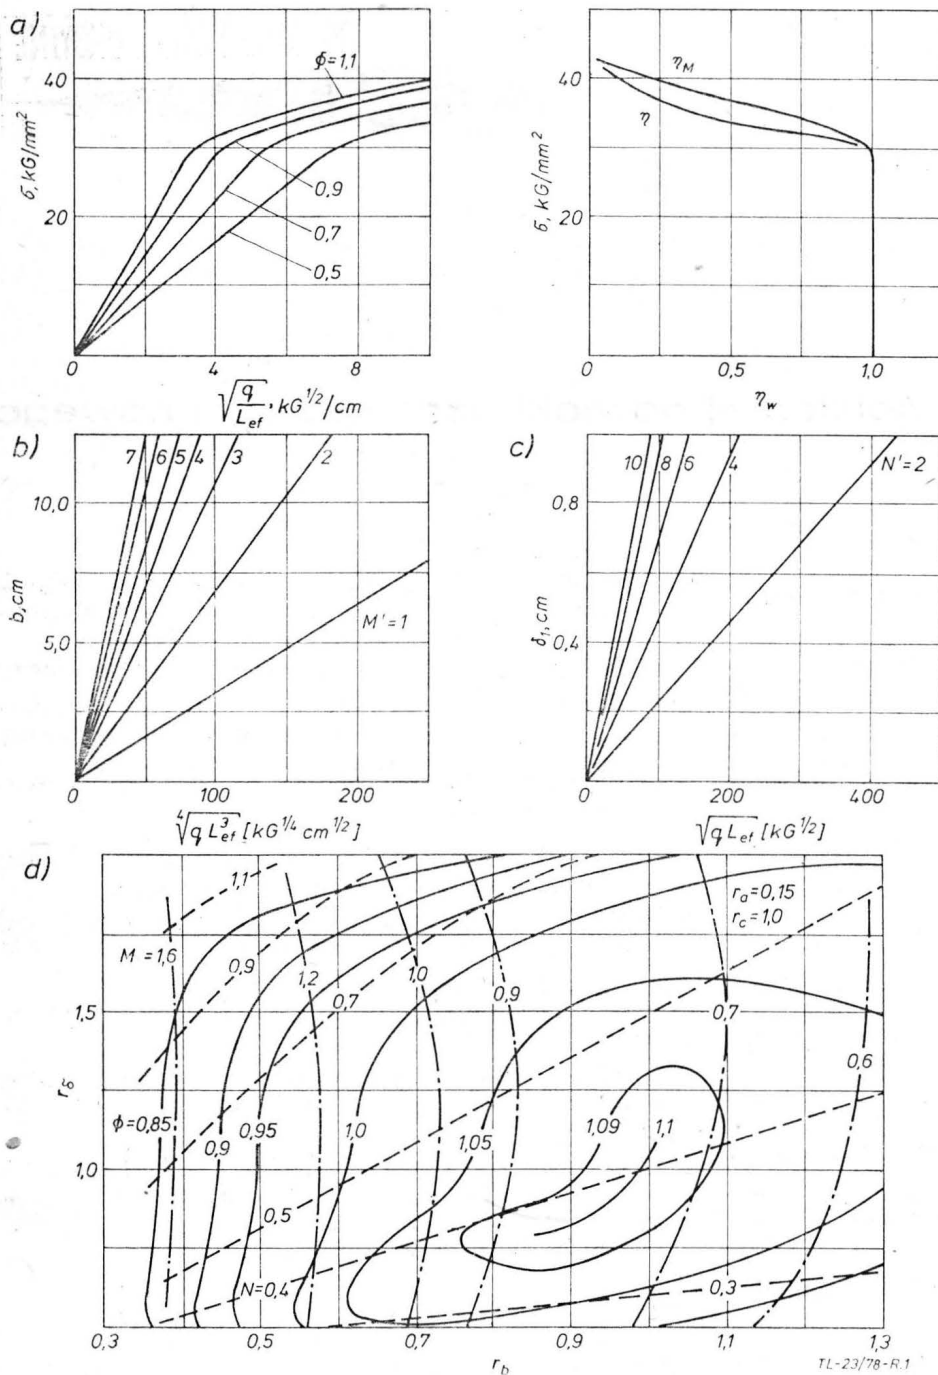 a)
σ, kG/mm²
40
20
0
4
8
ϕ=1,1
0,9
0,7
0,5
√(q/L_ef), kG^1/2/cm
σ, kG/mm²
40
20
0
0,5
1,0
η_M
η
η_w
b)
b, cm
10,0
5,0
0
100
200
7 6 5 4 3 2
M'=1
∜(qL³_ef) [kG^1/4 cm^1/2]
c)
δ₁, cm
0,8
0,4
0
200
400
10 8 6 4 N'=2
√(qL_ef) [kG^1/2]
d)
1,1
r_a=0,15
r_c=1,0
M=1,6
0,9
1,2
0,7
1,0
0,9
0,7
0,6
1,5
r_δ
1,0
ϕ=0,85
0,9
0,95
1,0
1,05
1,09
1,1
0,5
N=0,4
0,3
0,3 0,5 0,7 0,9 1,1 1,3
r_b
TL-23/78-R.1